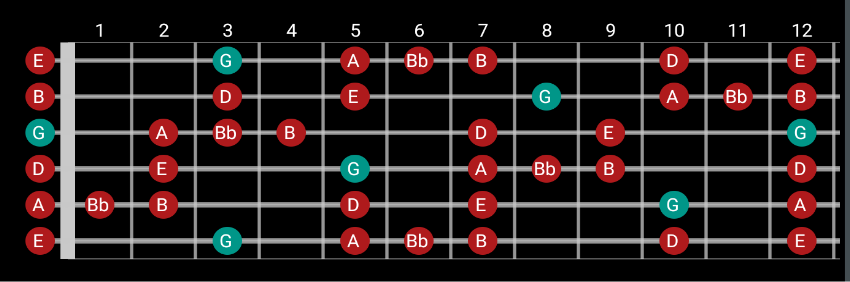 1 2 3 4 5 6 7 8 9 10 11 12
E G A Bb B D E
B D E G A Bb B
G A Bb B D E G
D E G A Bb B D
A Bb B D E G A
E G A Bb B D E